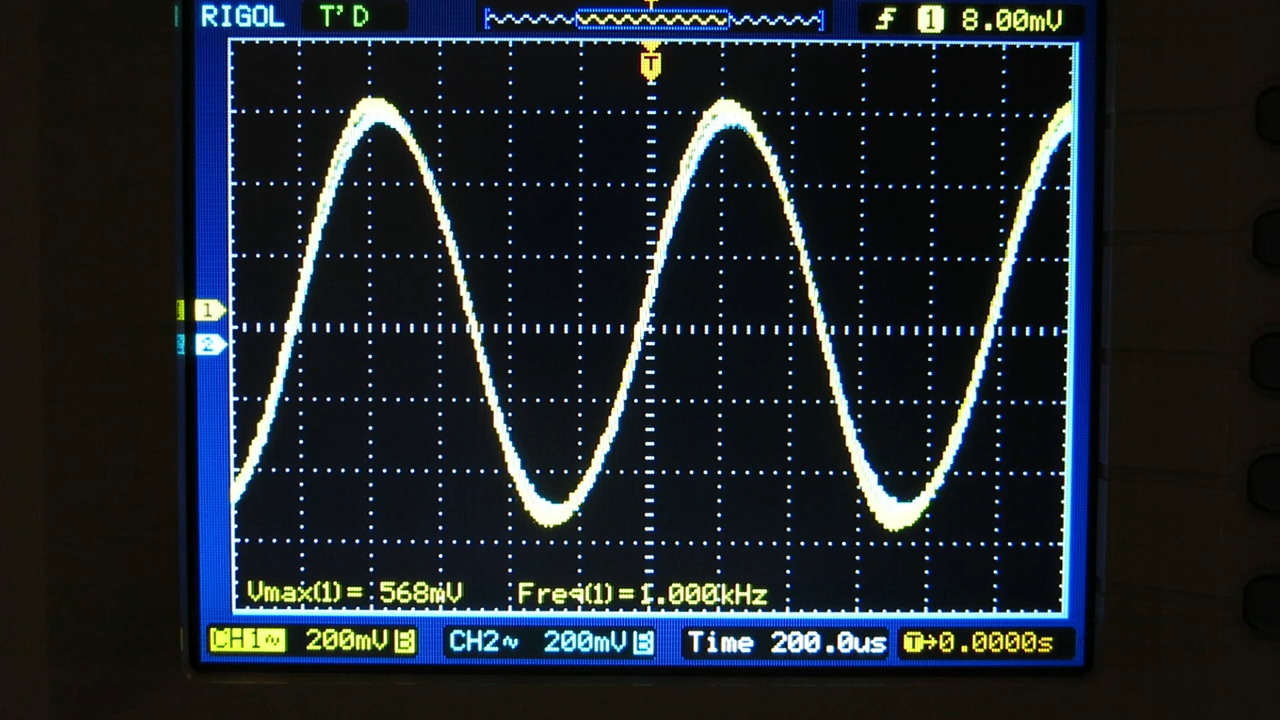 RIGOL T'D T 1 8.00mV
T
1
2
Vmax(1)= 568mV Freq(1)=1.000kHz
CH1~ 200mV B CH2~ 200mV B Time 200.0us T→0.0000s